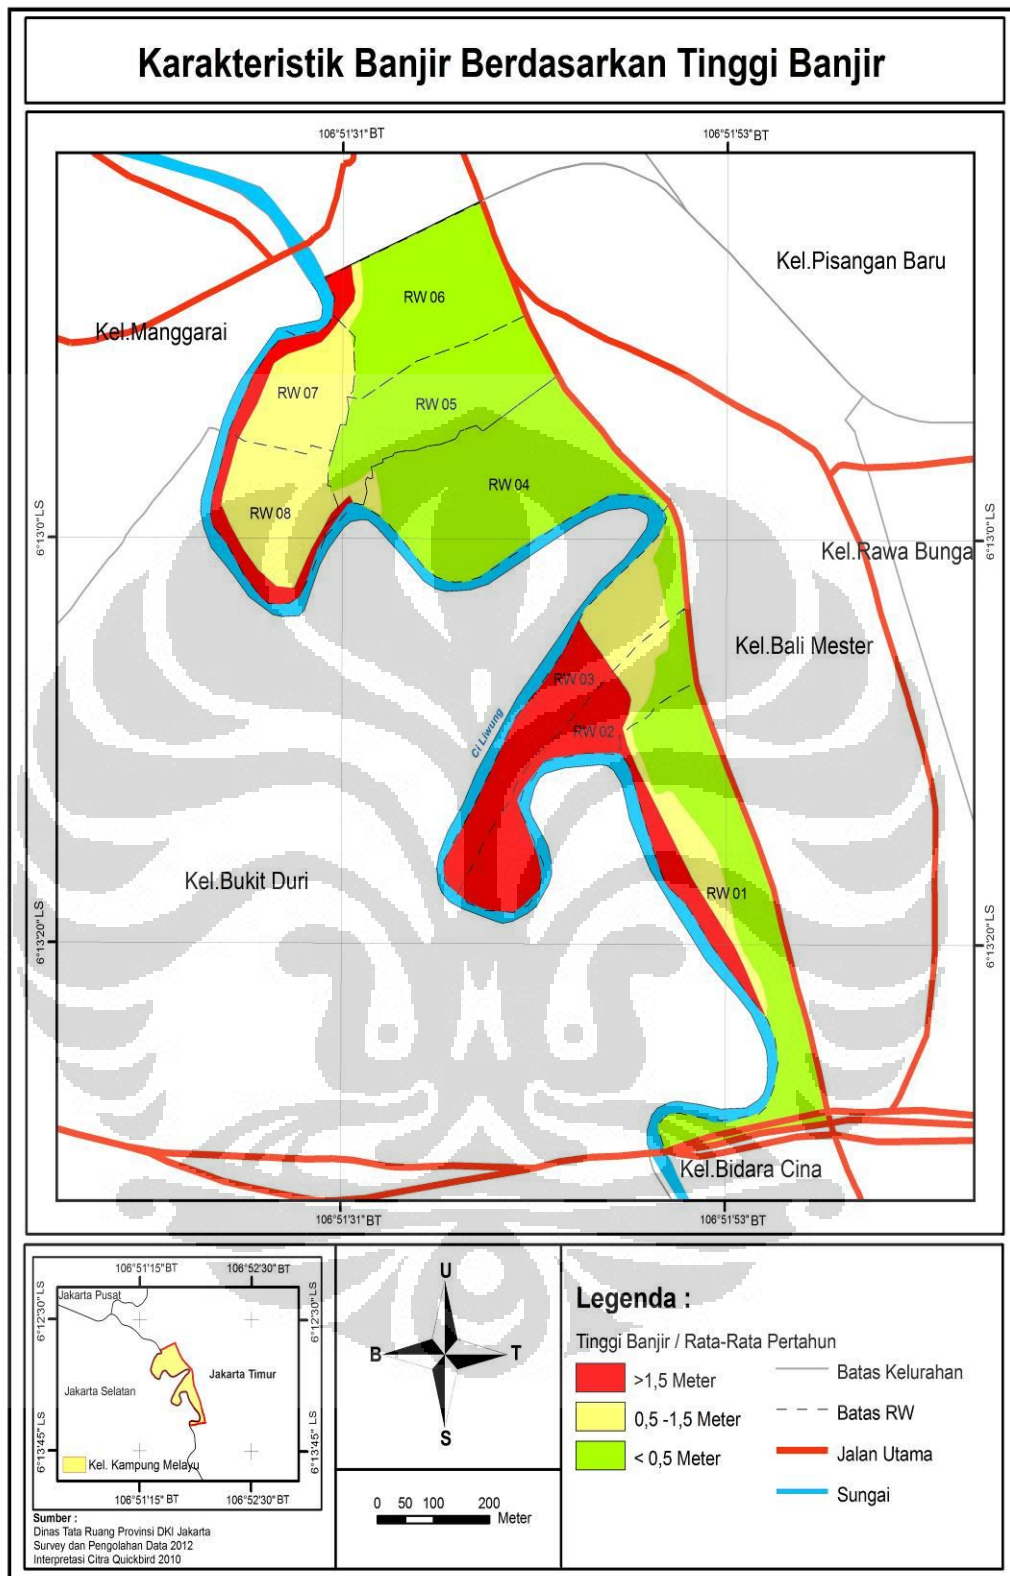 Karakteristik Banjir Berdasarkan Tinggi Banjir
106°51'31" BT
106°51'53" BT
Kel.Pisangan Baru
RW 06
Kel.Manggarai
RW 07
RW 05
RW 04
RW 08
6°13'0" LS
6°13'0" LS
Kel.Rawa Bunga
Kel.Bali Mester
RW 03
Ci Liwung
RW 02
Kel.Bukit Duri
RW 01
6°13'20" LS
6°13'20" LS
Kel.Bidara Cina
106°51'31" BT
106°51'53" BT
106°51'15" BT
106°52'30" BT
6°12'30" LS
6°12'30" LS
Jakarta Pusat
Jakarta Timur
Jakarta Selatan
6°13'45" LS
6°13'45" LS
Kel. Kampung Melayu
106°51'15" BT
106°52'30" BT
Sumber :
Dinas Tata Ruang Provinsi DKI Jakarta
Survey dan Pengolahan Data 2012
Interpretasi Citra Quickbird 2010
U
B
T
S
0 50 100 200
Meter
Legenda :
Tinggi Banjir / Rata-Rata Pertahun
>1,5 Meter
0,5 -1,5 Meter
< 0,5 Meter
Batas Kelurahan
Batas RW
Jalan Utama
Sungai